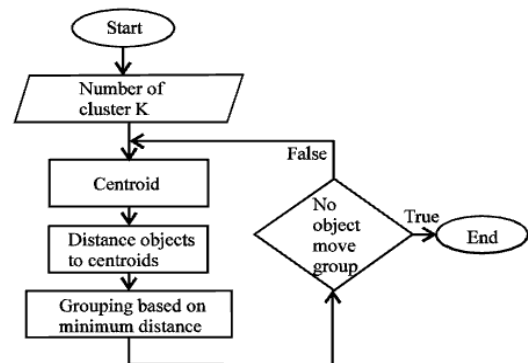 Start
Number of
cluster K
Centroid
Distance objects
to centroids
Grouping based on
minimum distance
False
No
object
move
group
True
End